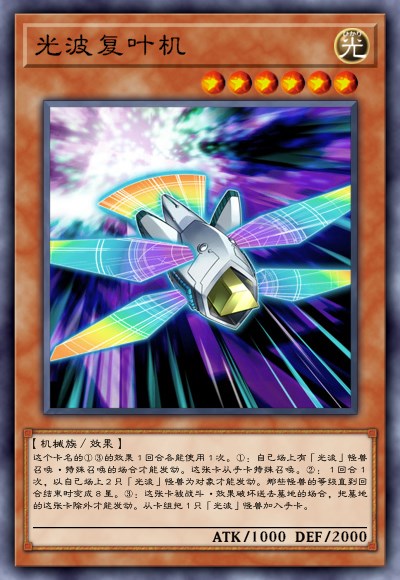 光波复叶机
ひかり
光
【机械族／效果】
这个卡名的①③的效果1回合各能使用1次。①：自己场上有「光波」怪兽
召唤・特殊召唤的场合才能发动。这张卡从手卡特殊召唤。②：1回合1
次，以自己场上2只「光波」怪兽为对象才能发动。那些怪兽的等级直到回
合结束时变成8星。③：这张卡被战斗・效果破坏送去墓地的场合，把墓地
的这张卡除外才能发动。从卡组把1只「光波」怪兽加入手卡。
ATK/1000 DEF/2000